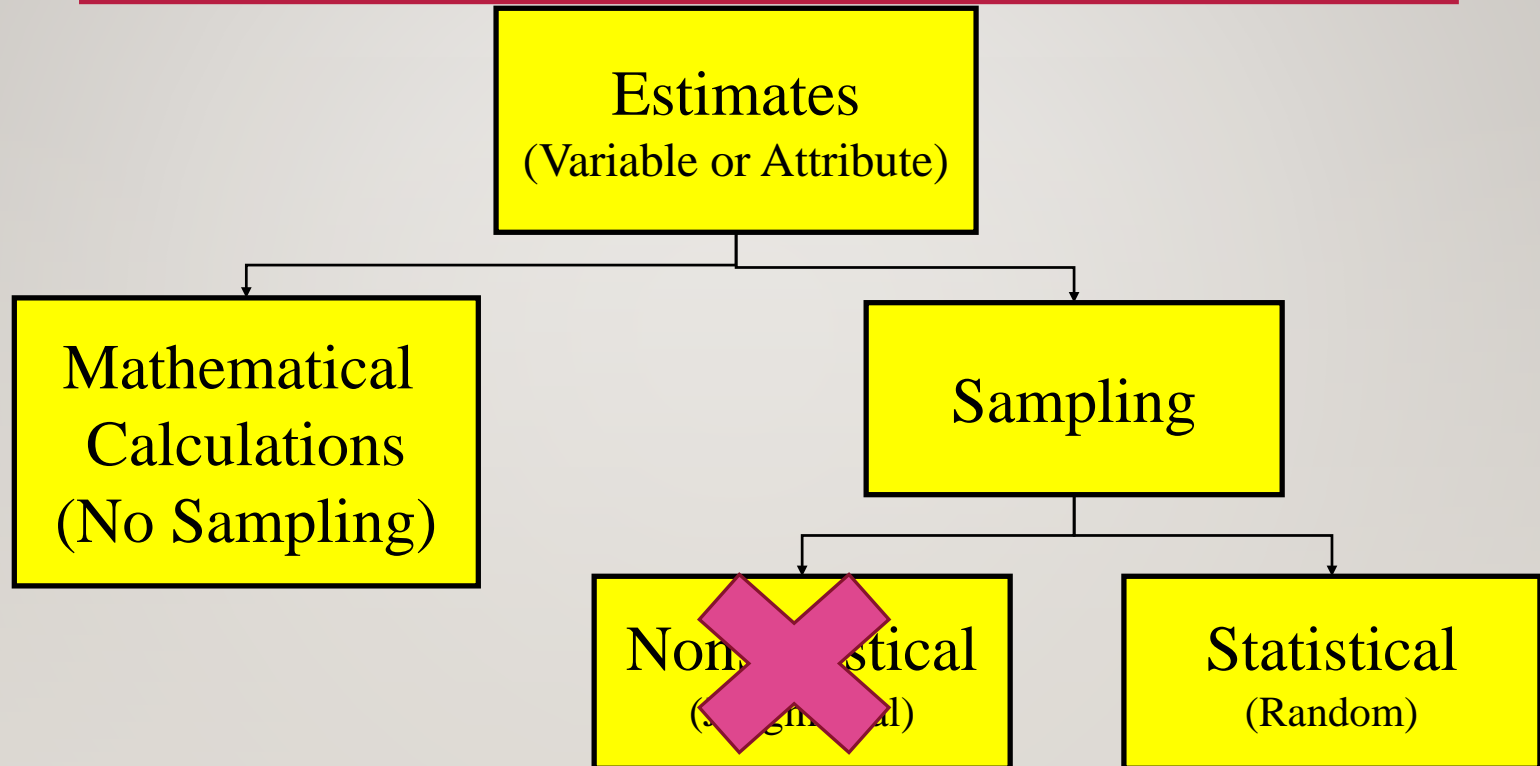 Estimates
(Variable or Attribute)
Mathematical
Calculations
(No Sampling)
Sampling
Statistical
(Random)